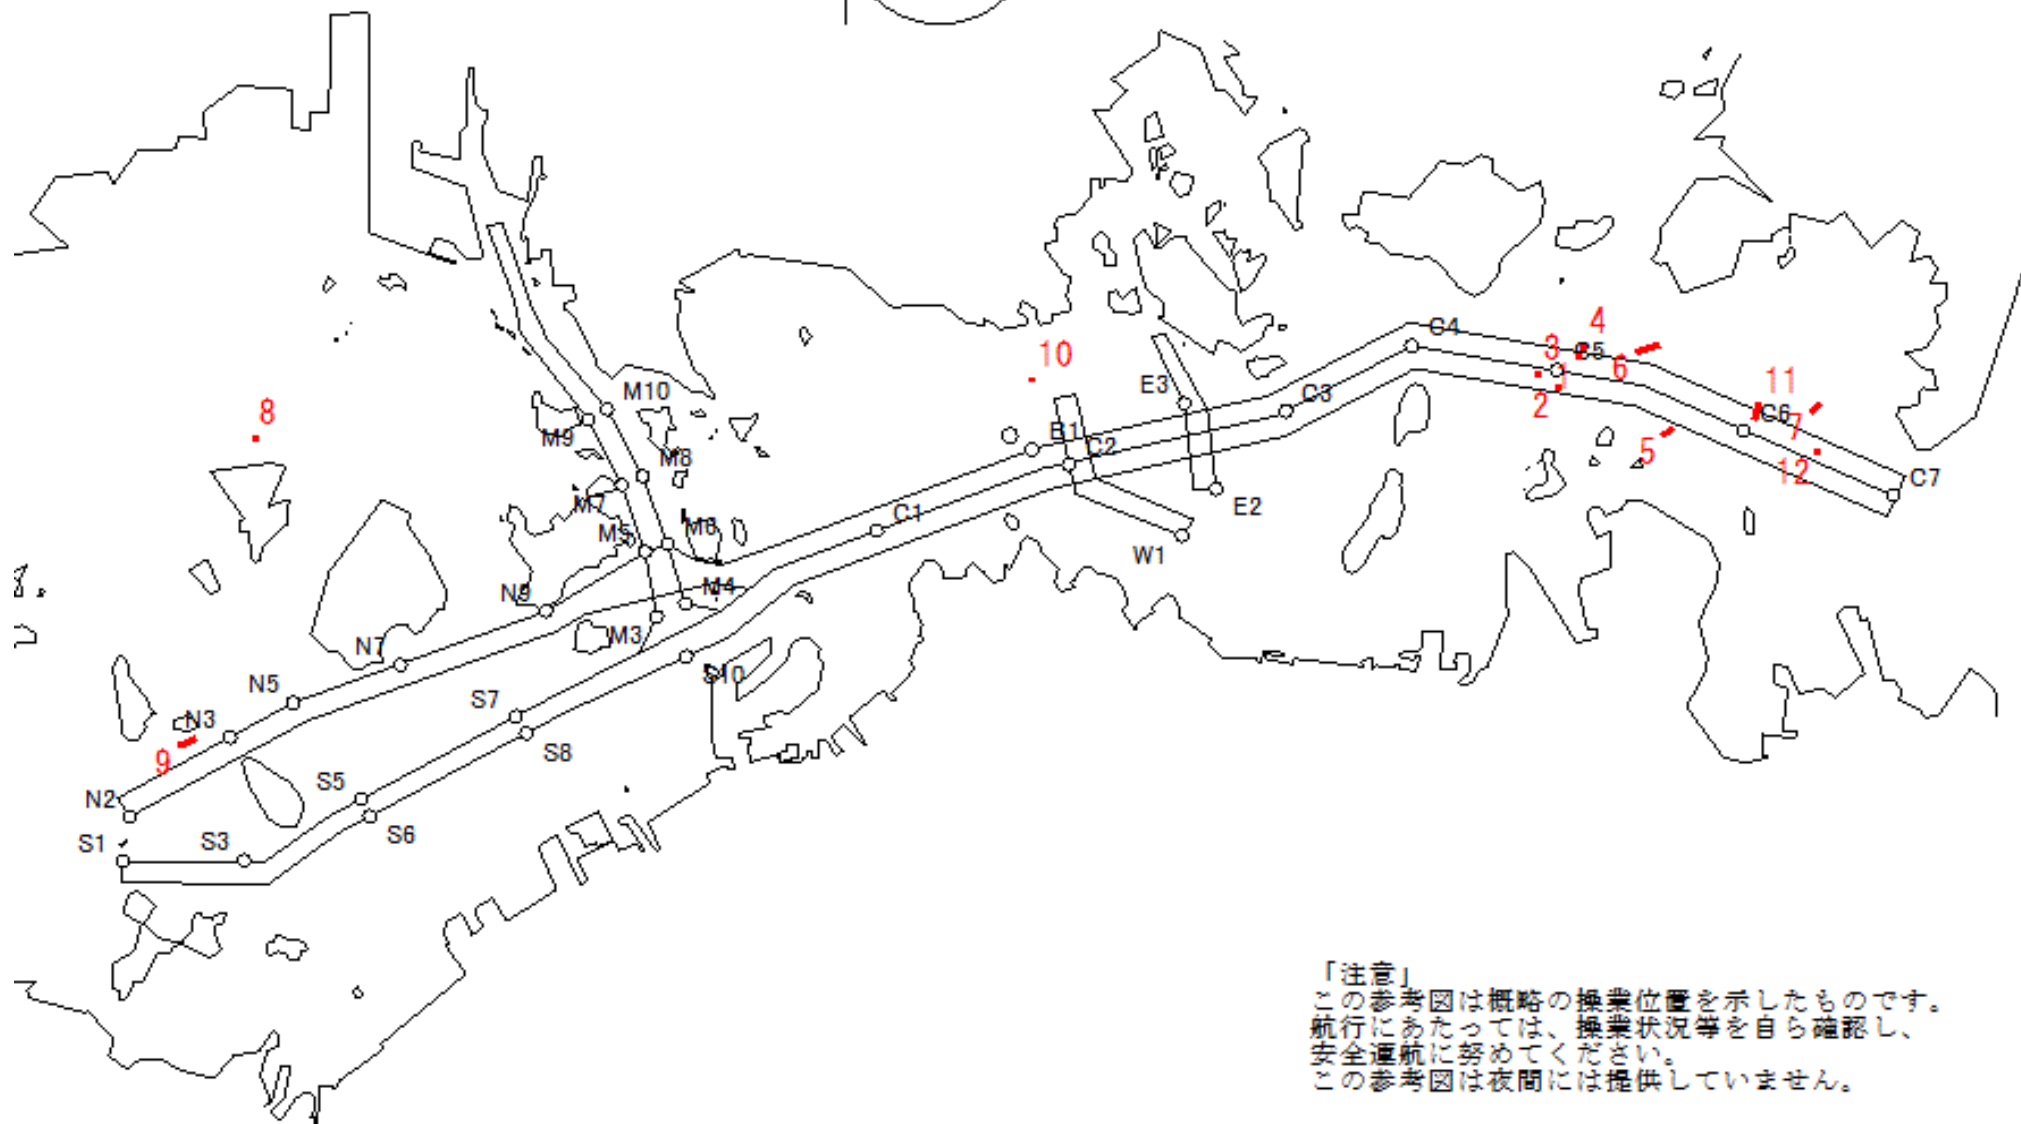 4
C4
3
C5
1
6
10
E3
2
M10
C3
11
C6
7
8
M9
B1
C2
5
M8
12
C7
M7
E2
C1
M5
M6
W1
N9
M4
M3
N7
S10
N5
S7
N3
S8
9
S5
N2
S6
S1
S3
「注意」
この参考図は概略の操業位置を示したものです。
航行にあたっては、操業状況等を自ら確認し、
安全運航に努めてください。
この参考図は夜間には提供していません。